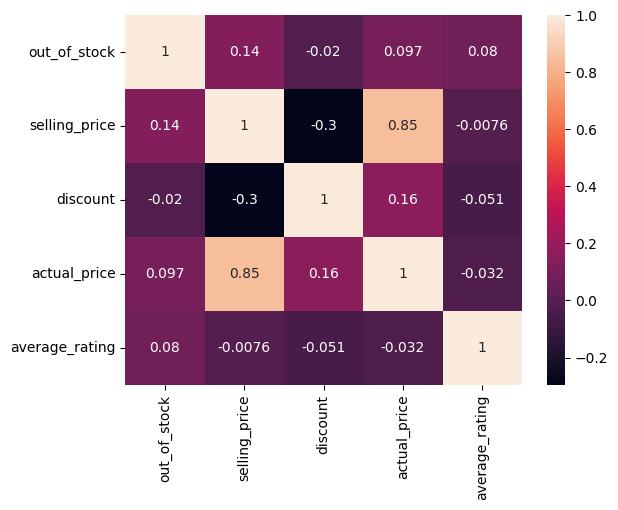 out_of_stock 1 0.14 -0.02 0.097 0.08
selling_price 0.14 1 -0.3 0.85 -0.0076
discount -0.02 -0.3 1 0.16 -0.051
actual_price 0.097 0.85 0.16 1 -0.032
average_rating 0.08 -0.0076 -0.051 -0.032 1
out_of_stock
selling_price
discount
actual_price
average_rating
1.0
0.8
0.6
0.4
0.2
0.0
−0.2